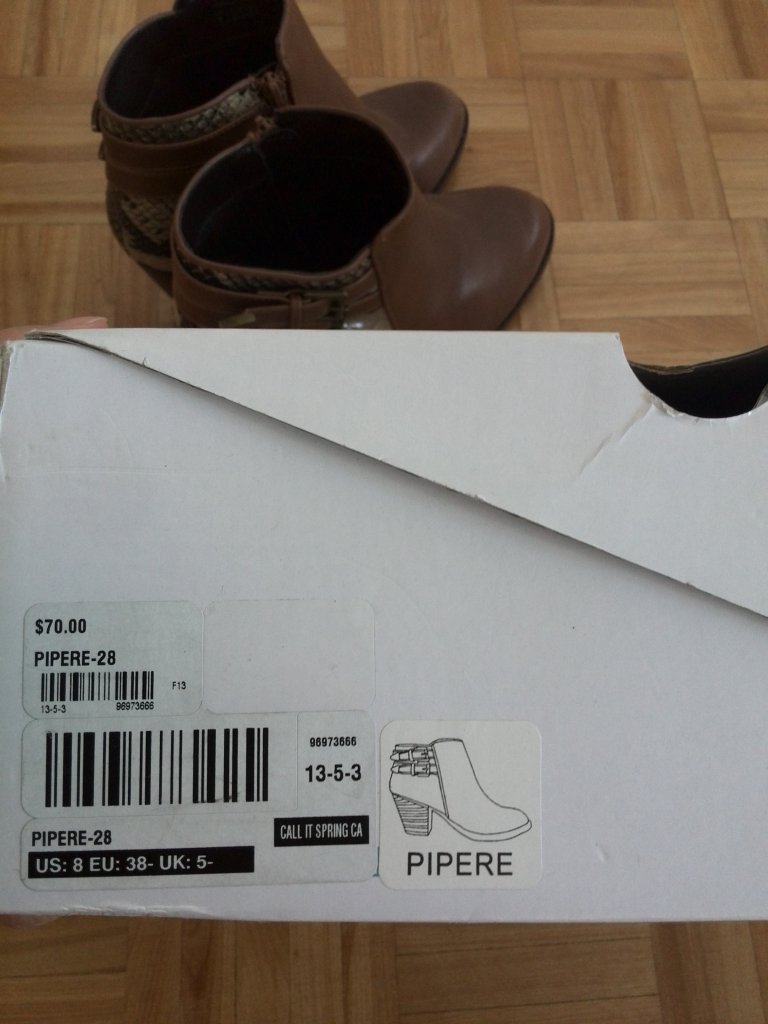 $70.00
PIPERE-28
F13
13-5-3 96973666
96973666
13-5-3
PIPERE-28
CALL IT SPRING CA
US: 8 EU: 38- UK: 5-
PIPERE